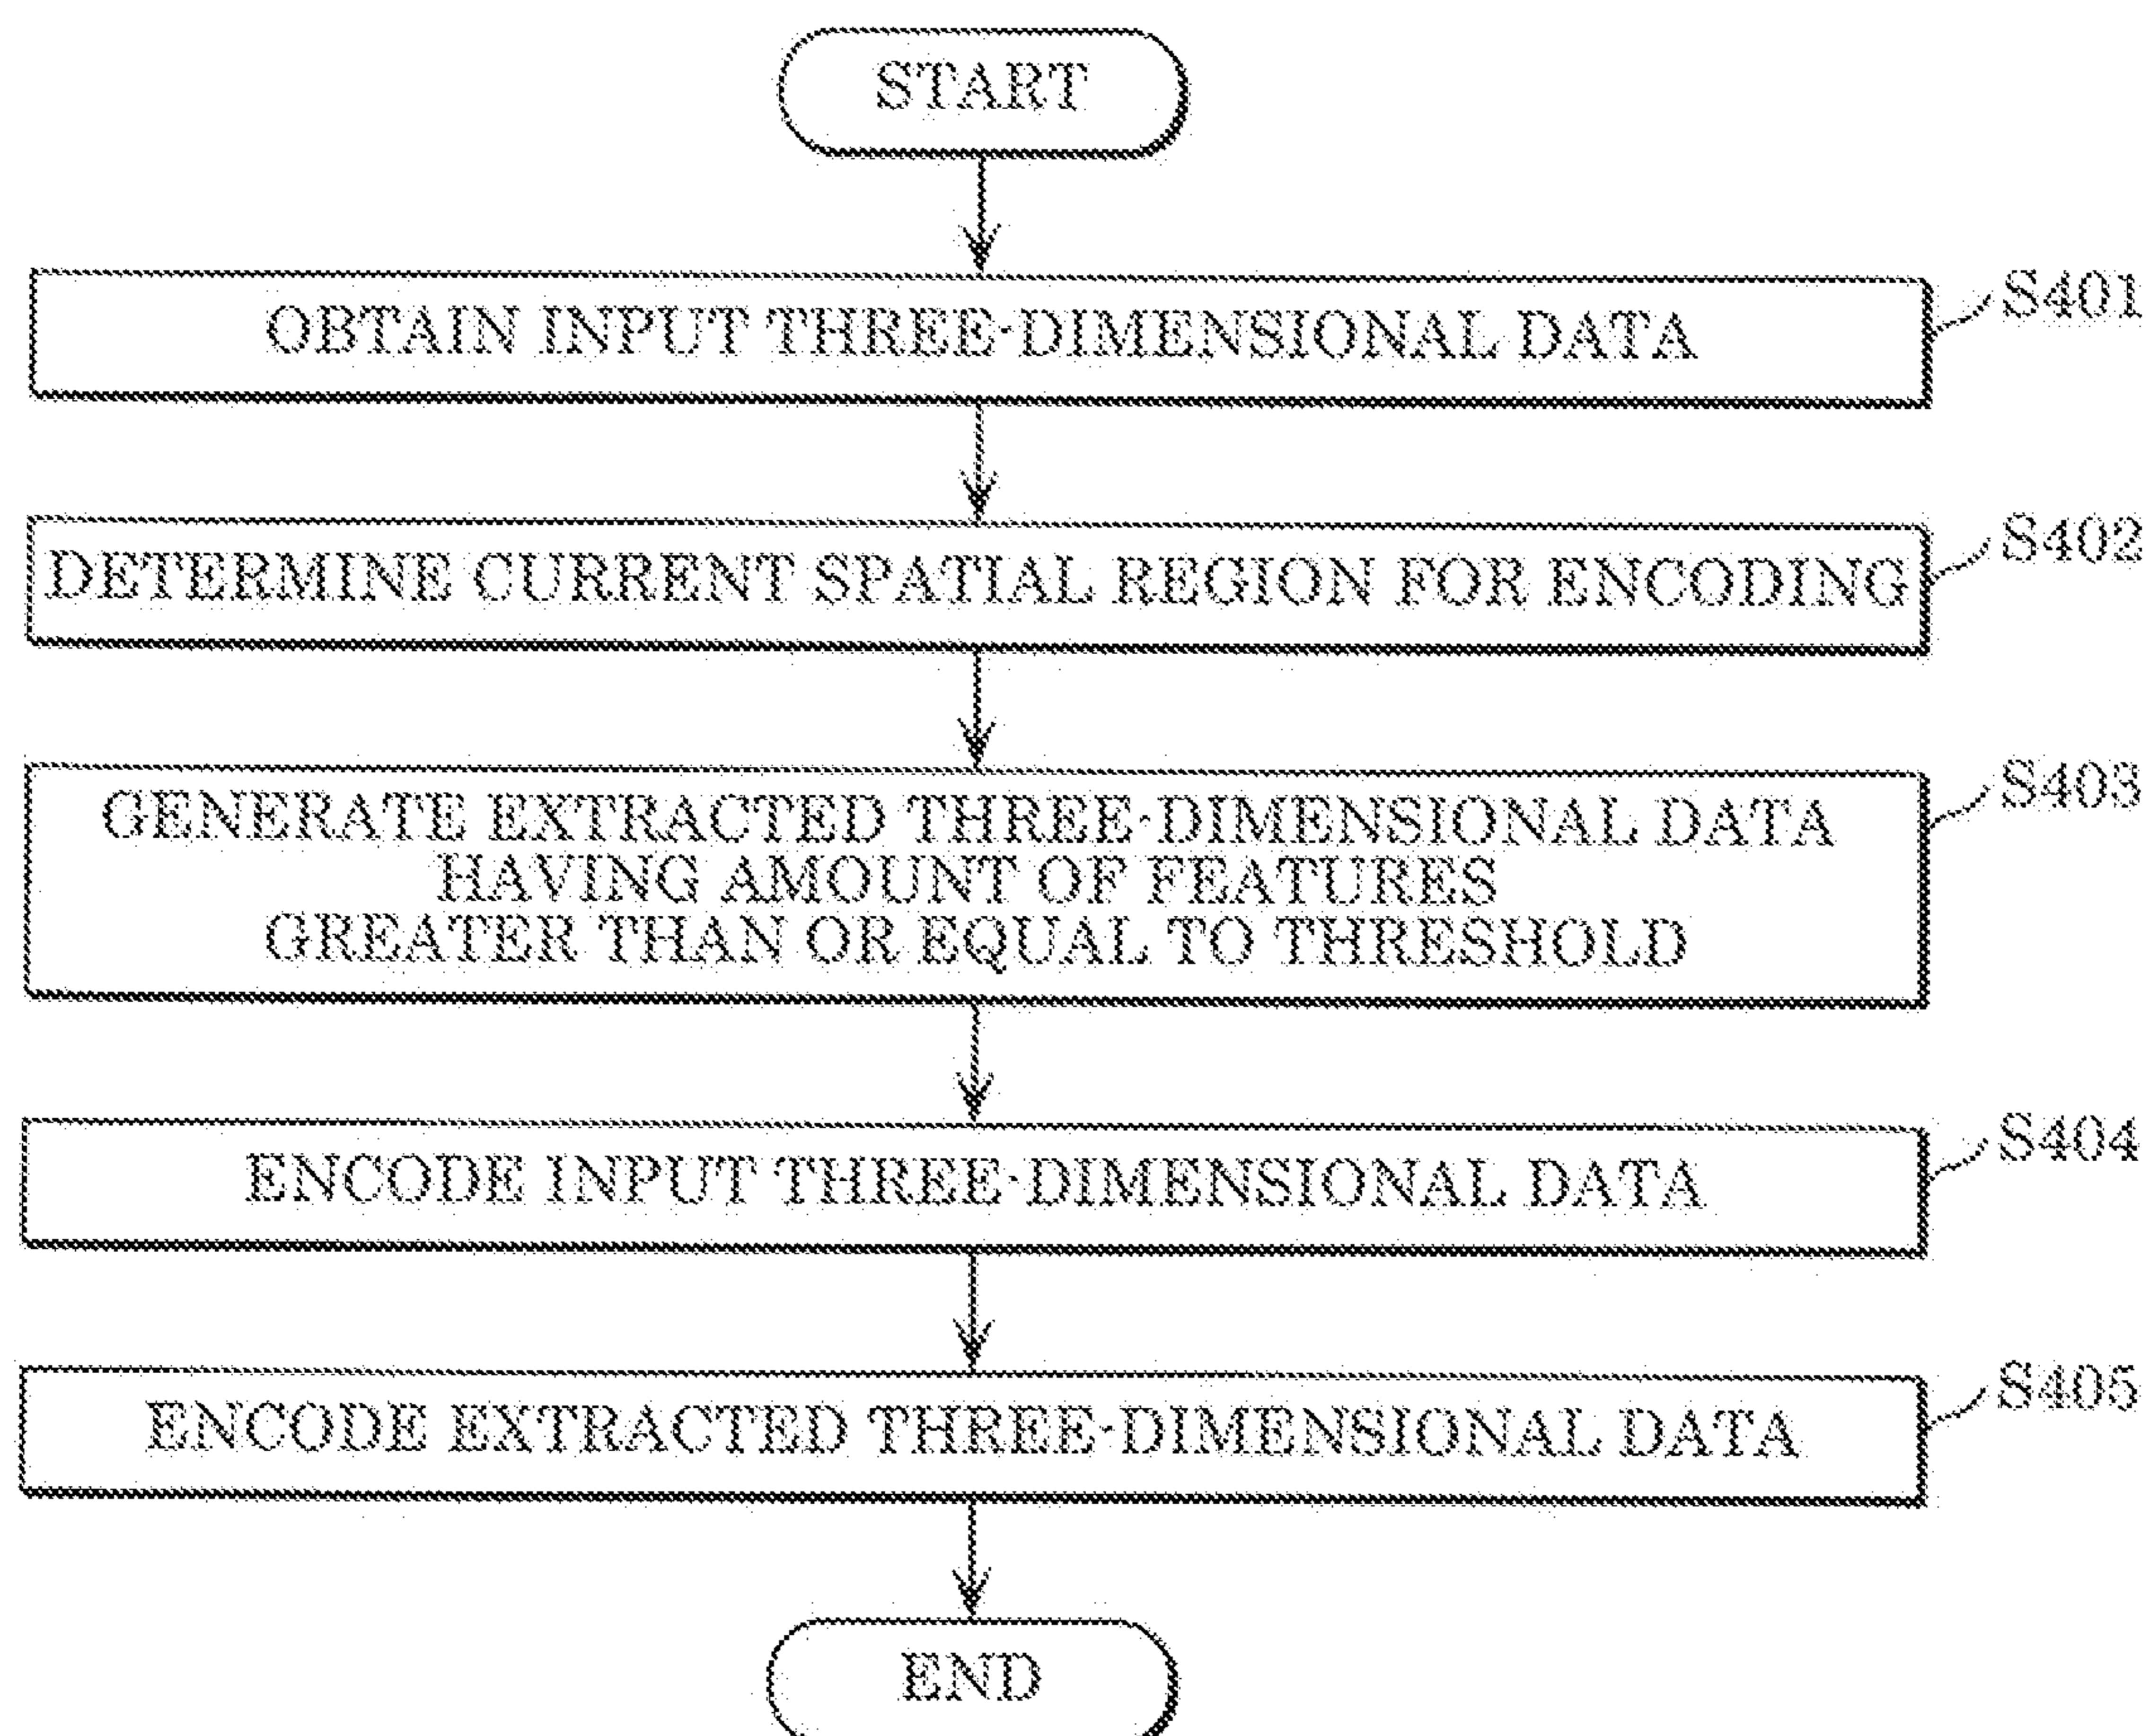 START
OBTAIN INPUT THREE-DIMENSIONAL DATA
S401
DETERMINE CURRENT SPATIAL REGION FOR ENCODING
S402
GENERATE EXTRACTED THREE-DIMENSIONAL DATA
HAVING AMOUNT OF FEATURES
GREATER THAN OR EQUAL TO THRESHOLD
S403
ENCODE INPUT THREE-DIMENSIONAL DATA
S404
ENCODE EXTRACTED THREE-DIMENSIONAL DATA
S405
END